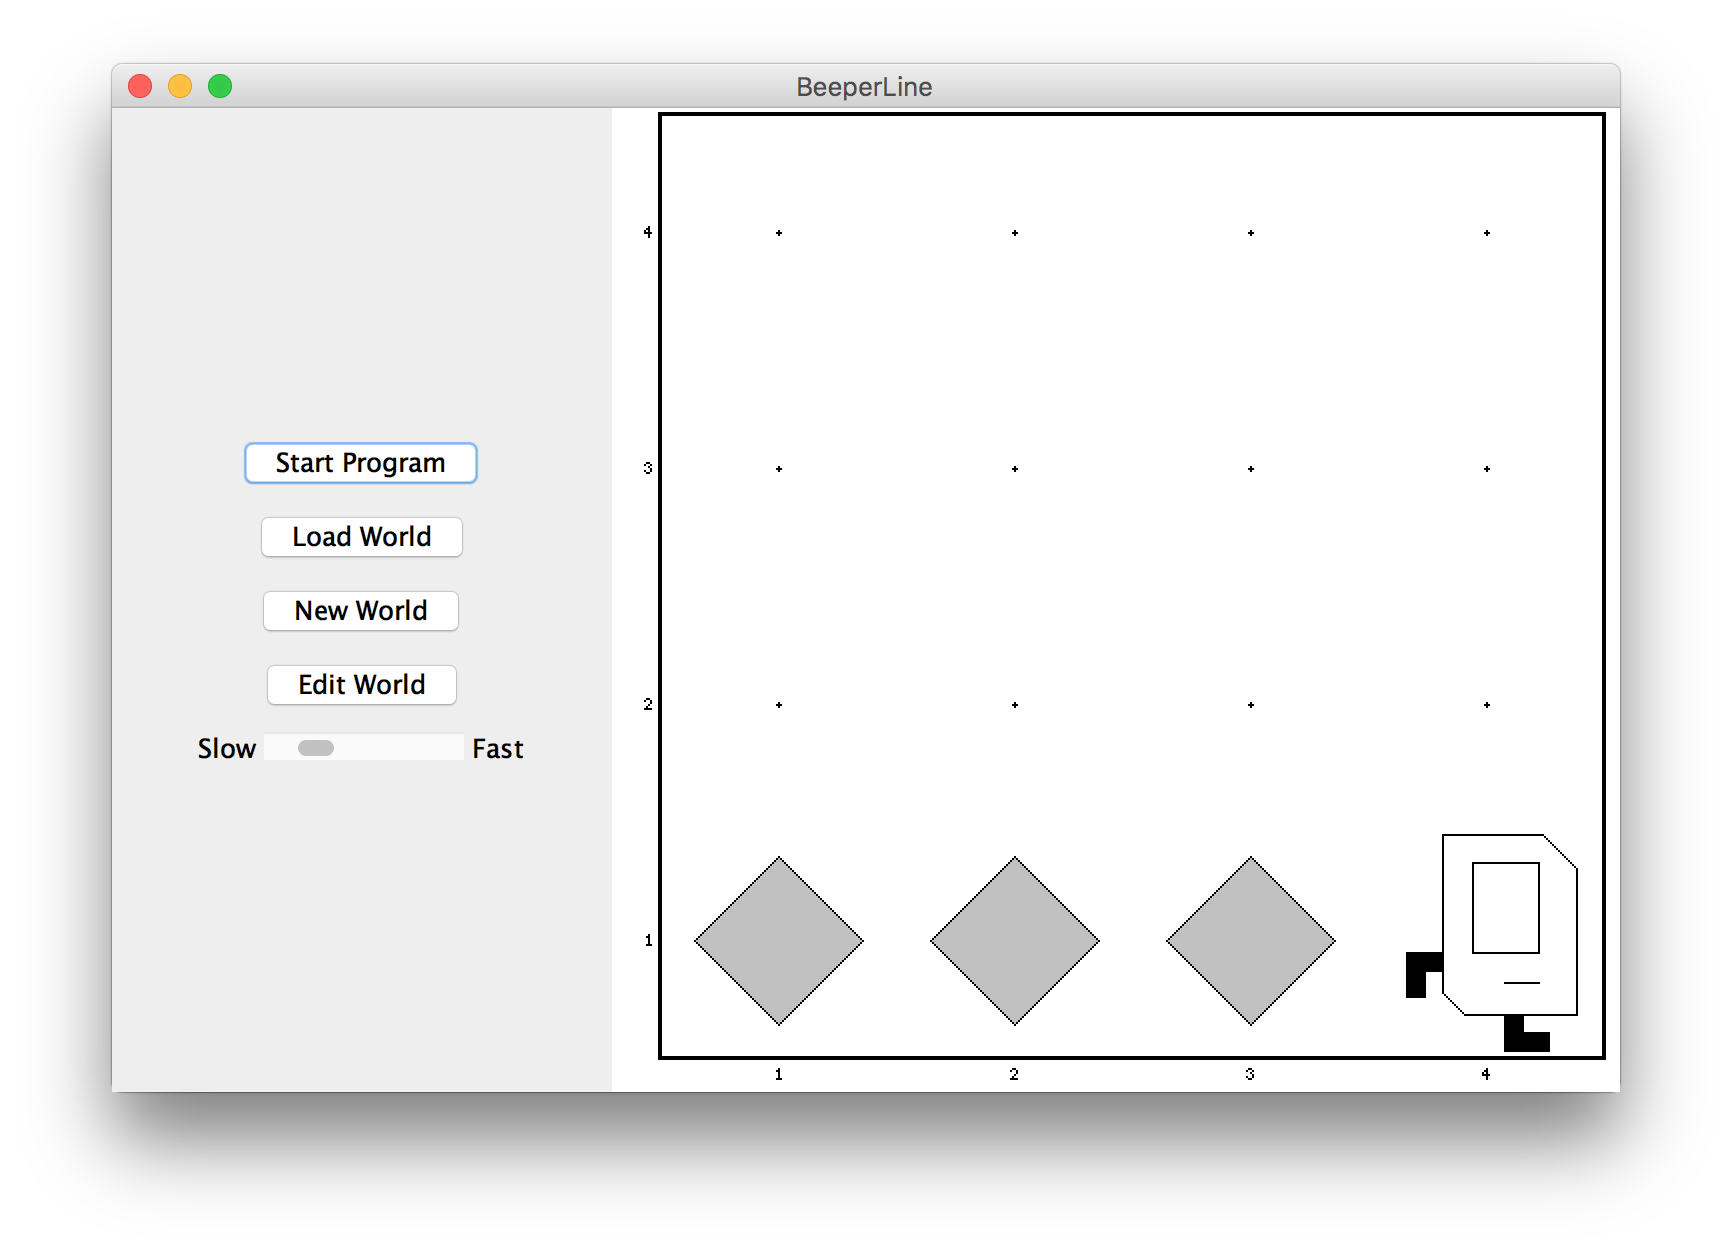 BeeperLine
Start Program
Load World
New World
Edit World
Slow Fast
4
3
2
1
1 2 3 4